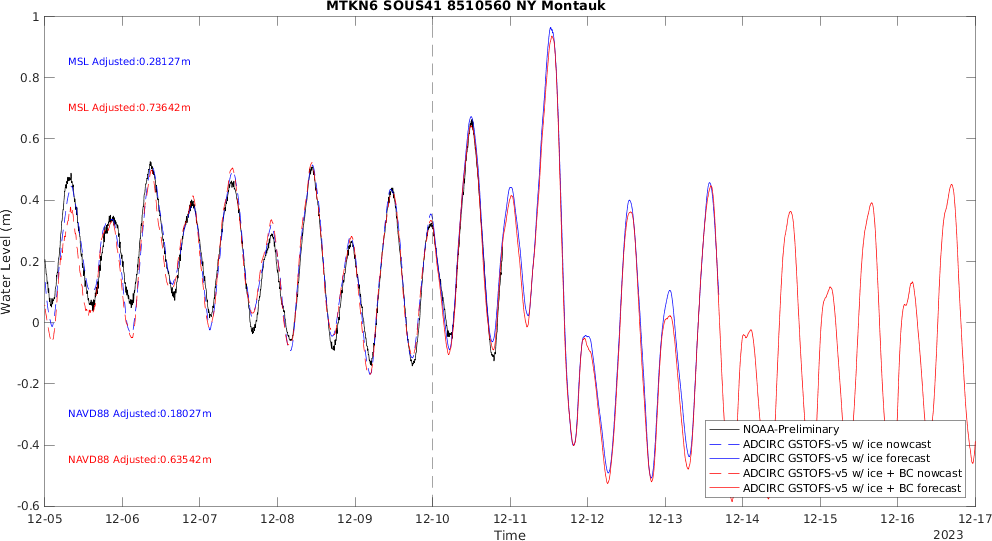 MTKN6 SOUS41 8510560 NY Montauk
1
0.8
0.6
0.4
0.2
0
-0.2
-0.4
-0.6
Water Level (m)
MSL Adjusted:0.28127m
MSL Adjusted:0.73642m
NAVD88 Adjusted:0.18027m
NAVD88 Adjusted:0.63542m
NOAA-Preliminary
ADCIRC GSTOFS-v5 w/ ice nowcast
ADCIRC GSTOFS-v5 w/ ice forecast
ADCIRC GSTOFS-v5 w/ ice + BC nowcast
ADCIRC GSTOFS-v5 w/ ice + BC forecast
12-05 12-06 12-07 12-08 12-09 12-10 12-11 12-12 12-13 12-14 12-15 12-16 12-17
Time
2023